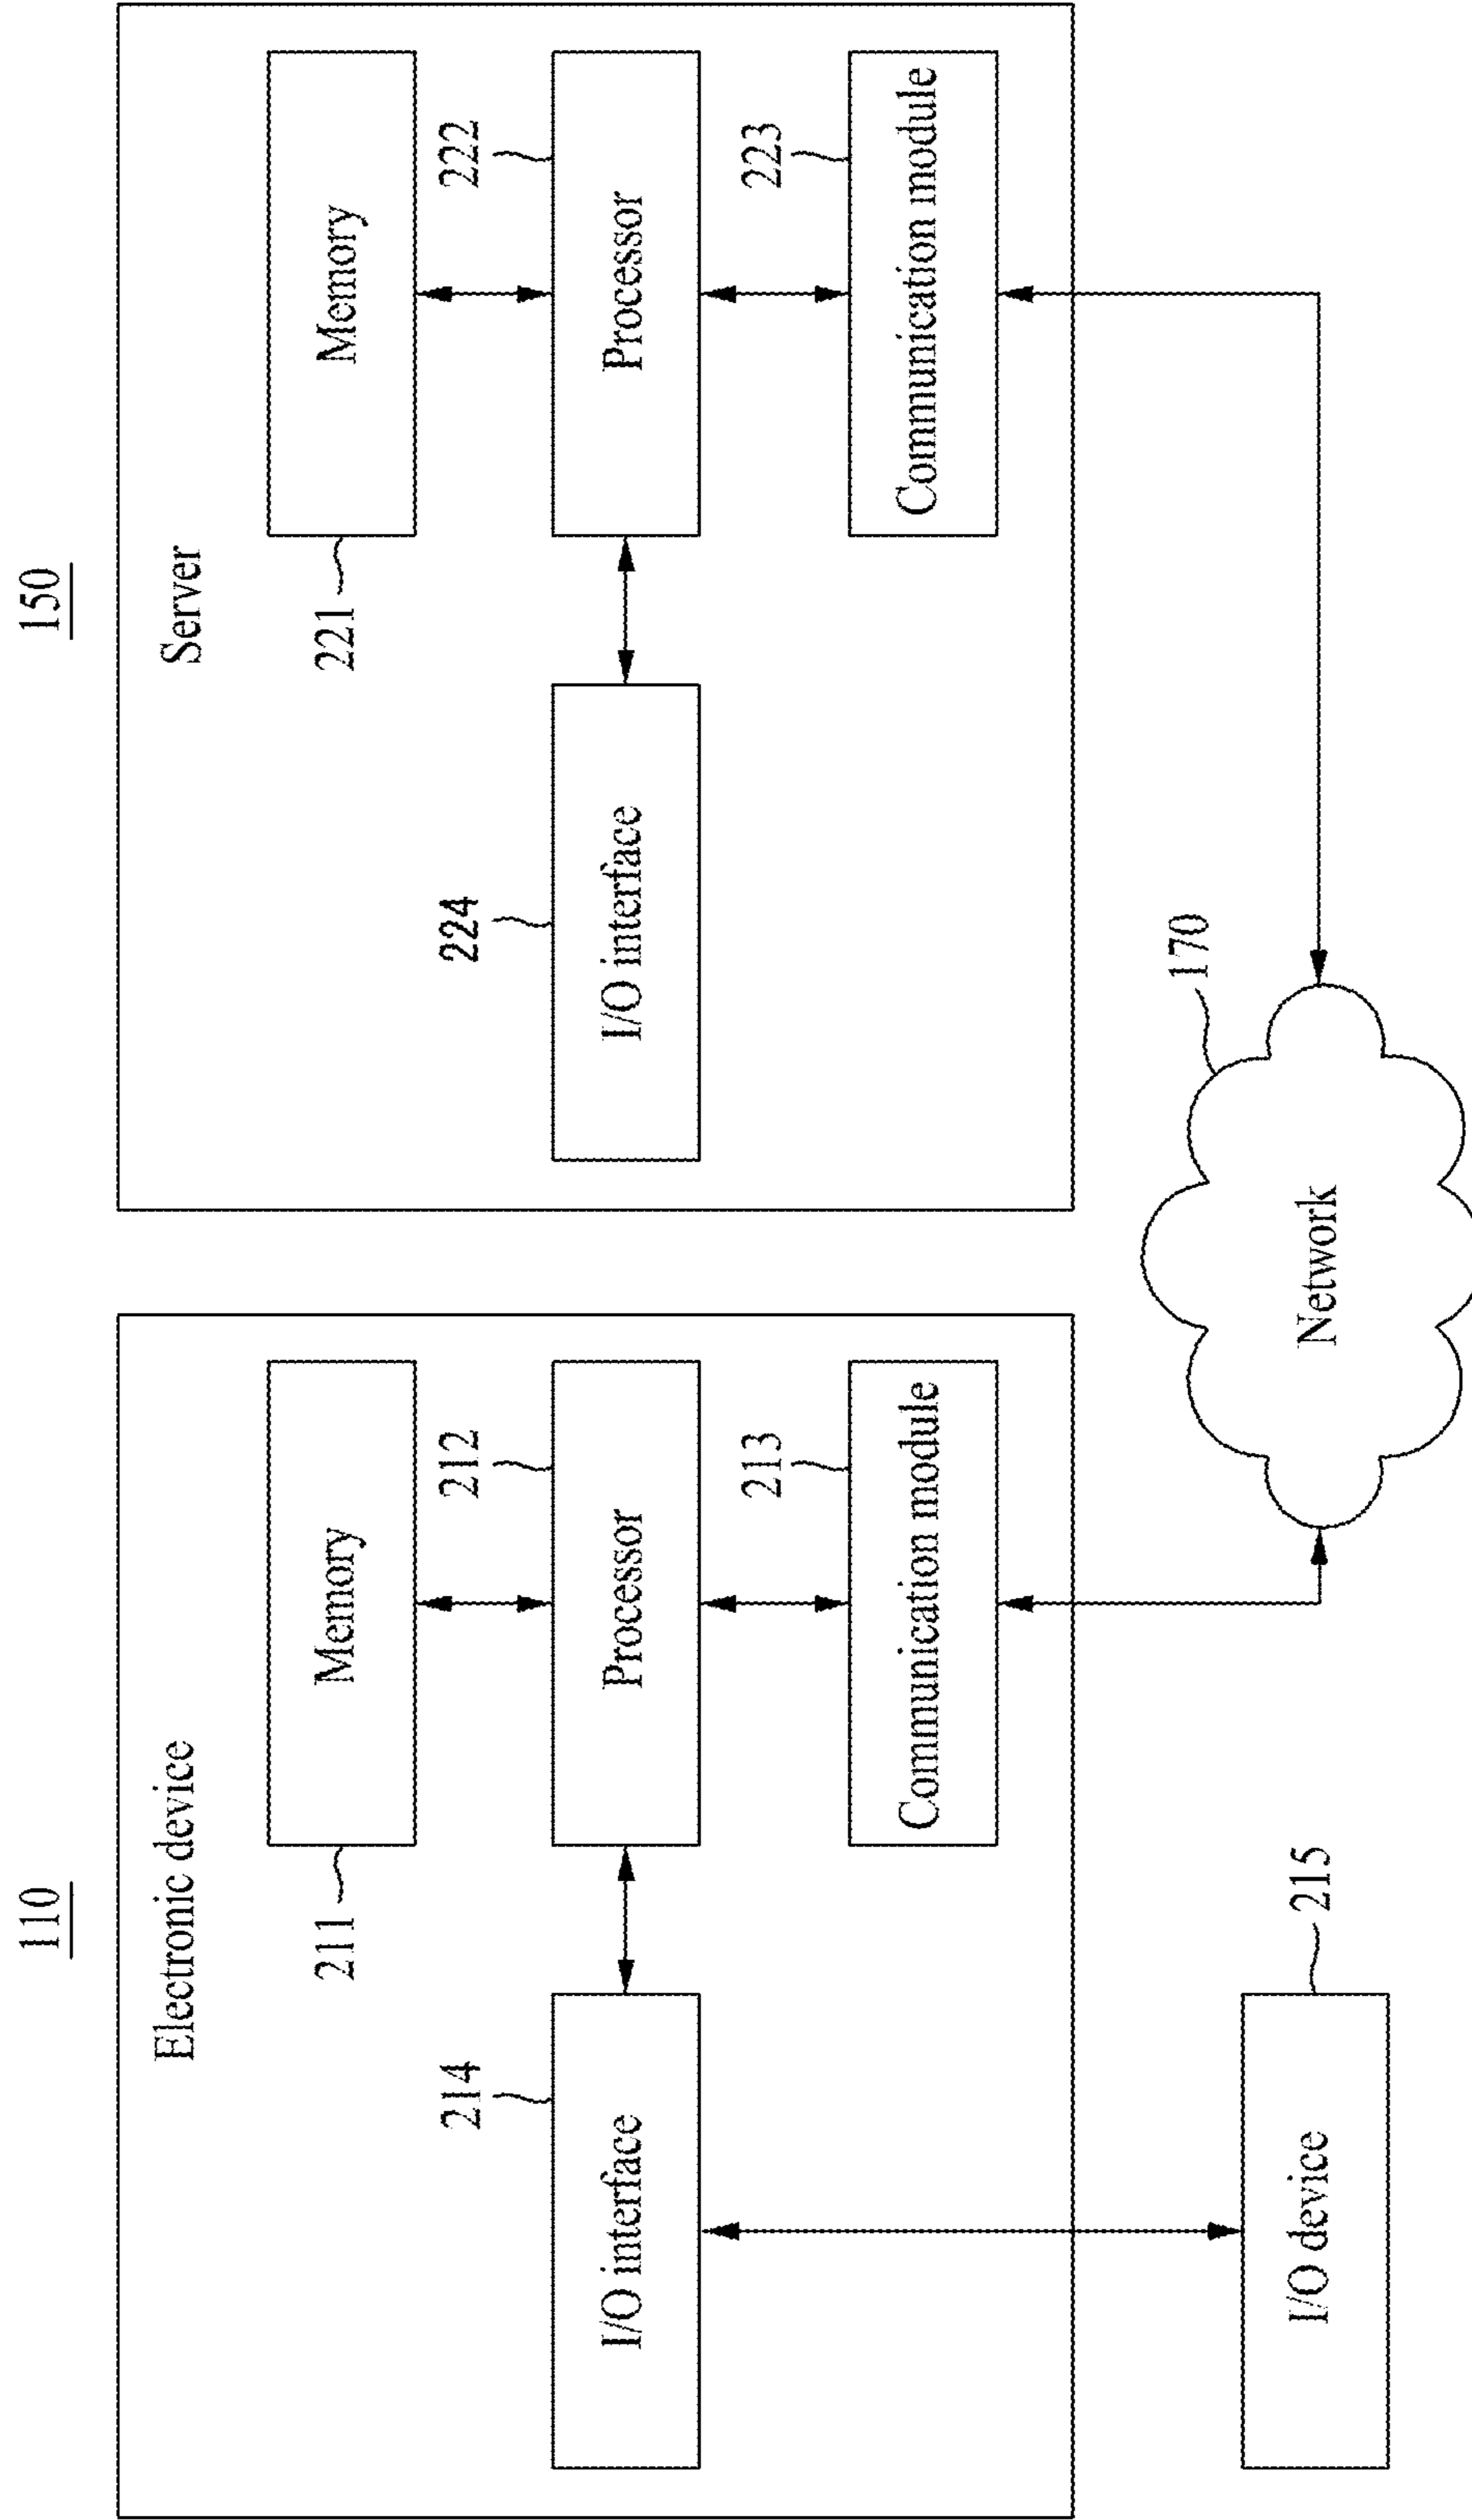 110
150
Electronic device
Server
211
Memory
221
Memory
214
212
224
222
I/O interface
Processor
I/O interface
Processor
213
223
Communication module
Communication module
170
215
I/O device
Network